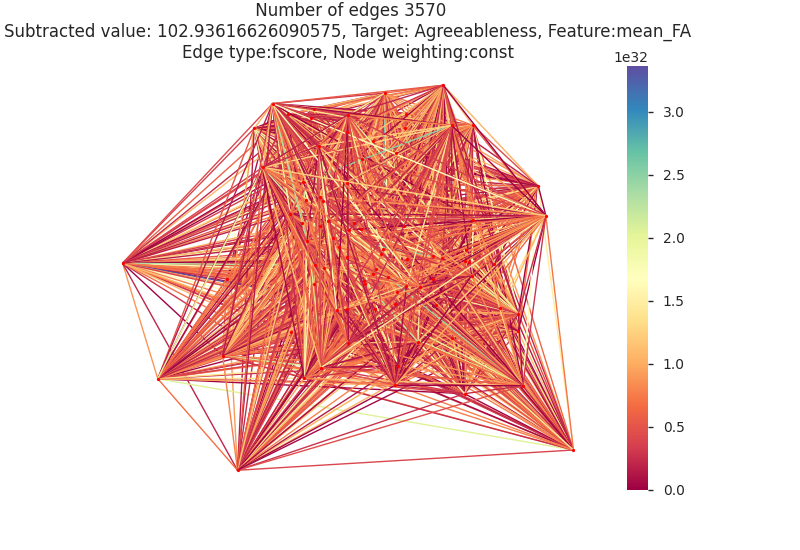 Number of edges 3570
Subtracted value: 102.93616626090575, Target: Agreeableness, Feature:mean_FA
Edge type:fscore, Node weighting:const
1e32
3.0
2.5
2.0
1.5
1.0
0.5
0.0